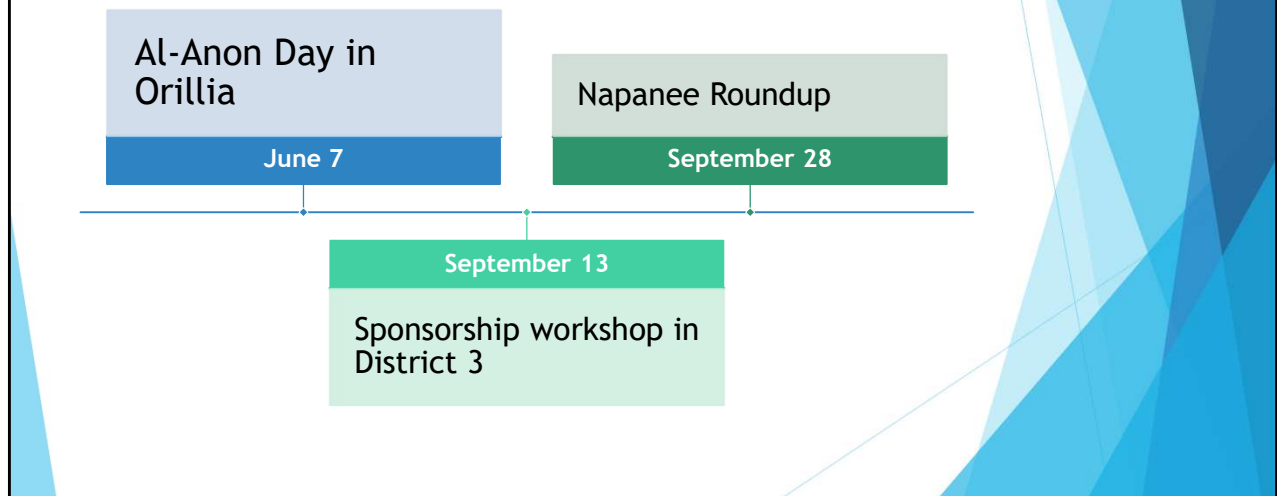 Al-Anon Day in
Orillia
June 7
September 13
Sponsorship workshop in
District 3
Napanee Roundup
September 28